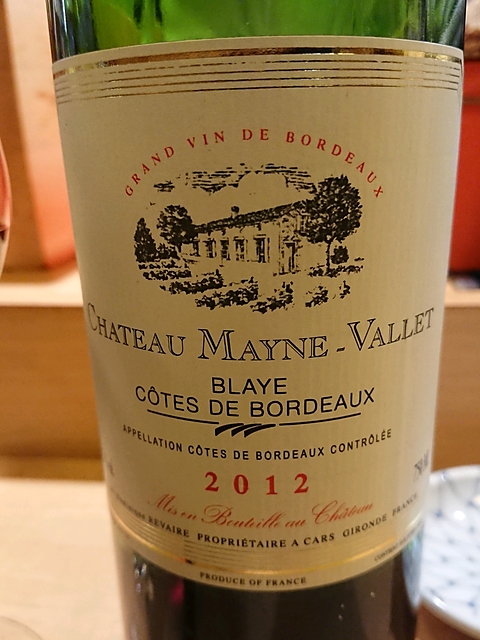 GRAND VIN DE BORDEAUX
CHATEAU MAYNE-VALLET
BLAYE
CÔTES DE BORDEAUX
APPELLATION CÔTES DE BORDEAUX CONTRÔLÉE
2012
Mis en Bouteille au Château
REVAIRE PROPRIÉTAIRE A CARS GIRONDE FRANCE
PRODUCE OF FRANCE